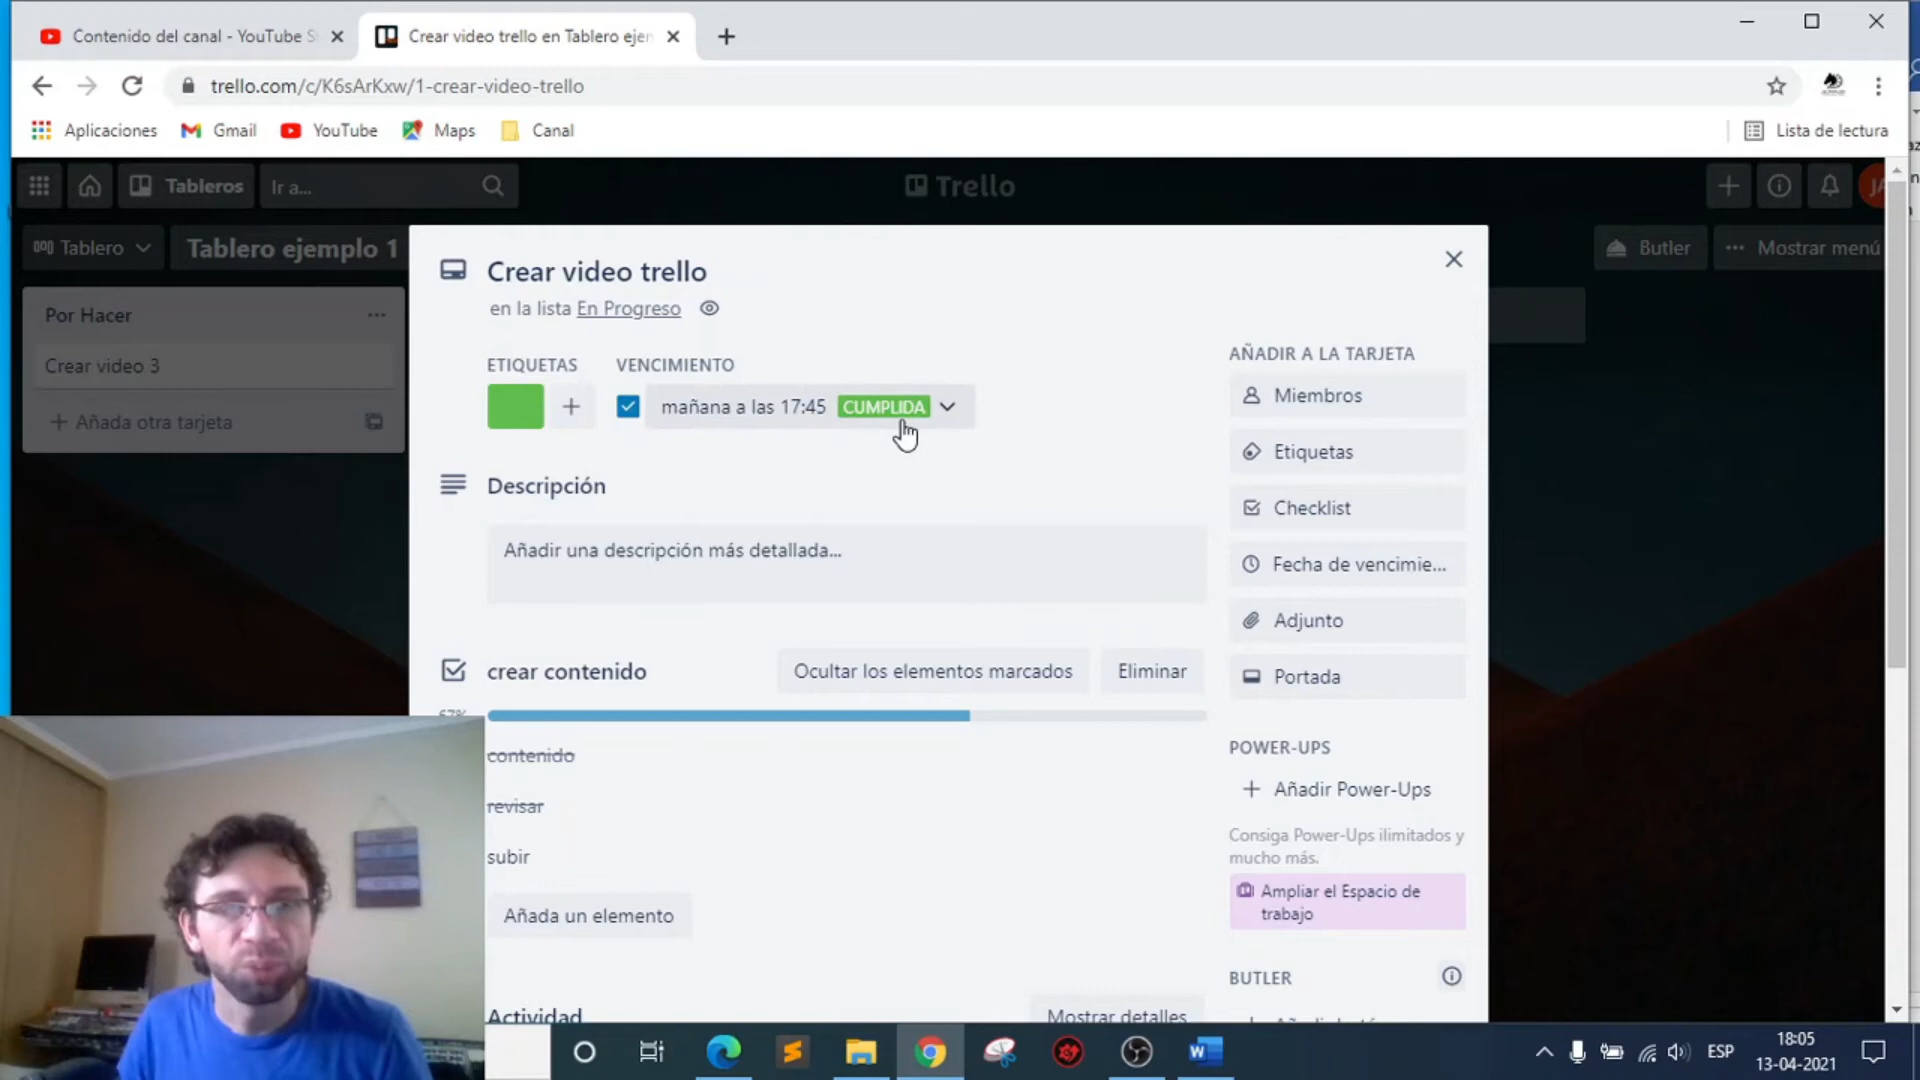 Contenido del canal - YouTube S
Crear video trello en Tablero ejem
trello.com/c/K6sArKxw/1-crear-video-trello
Aplicaciones
Gmail
YouTube
Maps
Canal
Lista de lectura
Tableros
Ir a...
Trello
JA
Tablero
Tablero ejemplo 1
Butler
Mostrar menú
Por Hacer
Crear video 3
Añada otra tarjeta
Crear video trello
en la lista En Progreso
ETIQUETAS
VENCIMIENTO
mañana a las 17:45 CUMPLIDA
Descripción
Añadir una descripción más detallada...
crear contenido
Ocultar los elementos marcados
Eliminar
67%
contenido
revisar
subir
Añada un elemento
Actividad
Mostrar detalles
AÑADIR A LA TARJETA
Miembros
Etiquetas
Checklist
Fecha de vencimie...
Adjunto
Portada
POWER-UPS
Añadir Power-Ups
Consiga Power-Ups ilimitados y
mucho más.
Ampliar el Espacio de
trabajo
BUTLER
ESP
18:05
13-04-2021